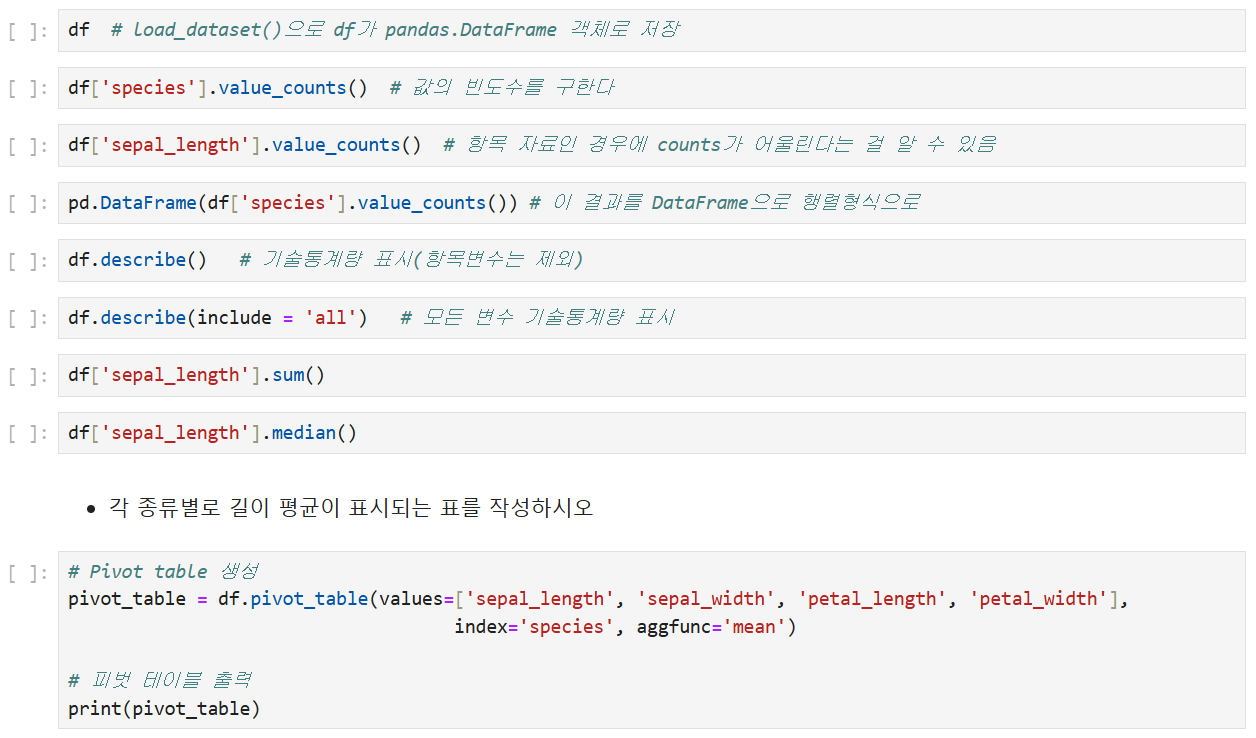 [ ]: df  # load_dataset()으로 df가 pandas.DataFrame 객체로 저장
[ ]: df['species'].value_counts()  # 값의 빈도수를 구한다
[ ]: df['sepal_length'].value_counts()  # 항목 자료인 경우에 counts가 어울린다는 걸 알 수 있음
[ ]: pd.DataFrame(df['species'].value_counts()) # 이 결과를 DataFrame으로 행렬형식으로
[ ]: df.describe()   # 기술통계량 표시(항목변수는 제외)
[ ]: df.describe(include = 'all')   # 모든 변수 기술통계량 표시
[ ]: df['sepal_length'].sum()
[ ]: df['sepal_length'].median()
• 각 종류별로 길이 평균이 표시되는 표를 작성하시오
[ ]: # Pivot table 생성
pivot_table = df.pivot_table(values=['sepal_length', 'sepal_width', 'petal_length', 'petal_width'],
index='species', aggfunc='mean')
# 피벗 테이블 출력
print(pivot_table)